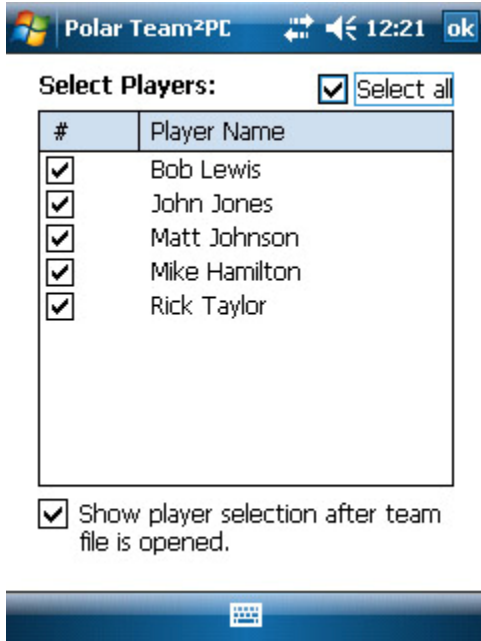 Polar Team²PC 12:21 ok
Select Players: Select all
# Player Name
Bob Lewis
John Jones
Matt Johnson
Mike Hamilton
Rick Taylor
Show player selection after team
file is opened.